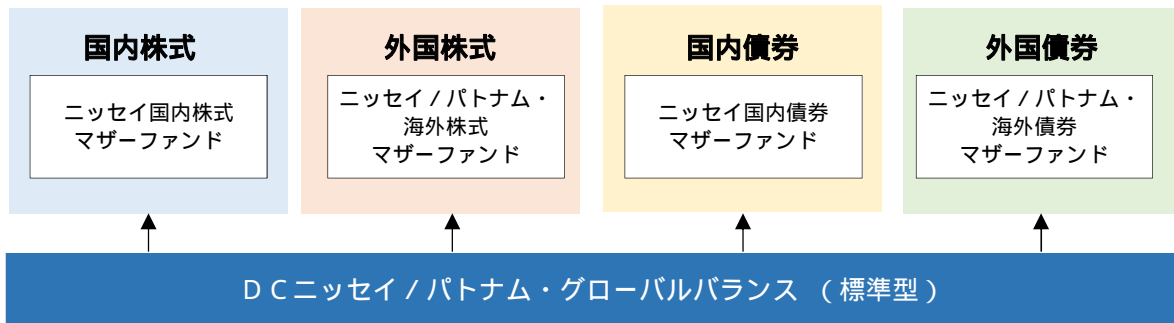 国内株式
ニッセイ国内株式
マザーファンド
外国株式
ニッセイ／パトナム・
海外株式
マザーファンド
国内債券
ニッセイ国内債券
マザーファンド
外国債券
ニッセイ／パトナム・
海外債券
マザーファンド
ＤＣニッセイ／パトナム・グローバルバランス （標準型）